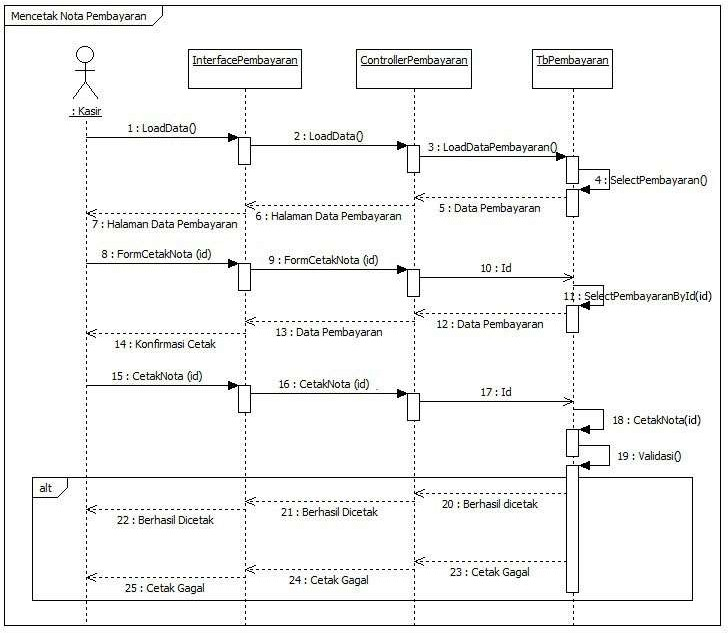 Mencetak Nota Pembayaran
: Kasir
InterfacePembayaran
ControllerPembayaran
TbPembayaran
1 : LoadData()
2 : LoadData()
3 : LoadDataPembayaran()
4 : SelectPembayaran()
5 : Data Pembayaran
6 : Halaman Data Pembayaran
7 : Halaman Data Pembayaran
8 : FormCetakNota (id)
9 : FormCetakNota (id)
10 : Id
11 : SelectPembayaranById(id)
12 : Data Pembayaran
13 : Data Pembayaran
14 : Konfirmasi Cetak
15 : CetakNota (id)
16 : CetakNota (id)
17 : Id
18 : CetakNota(id)
19 : Validasi()
alt
20 : Berhasil dicetak
21 : Berhasil Dicetak
22 : Berhasil Dicetak
23 : Cetak Gagal
24 : Cetak Gagal
25 : Cetak Gagal